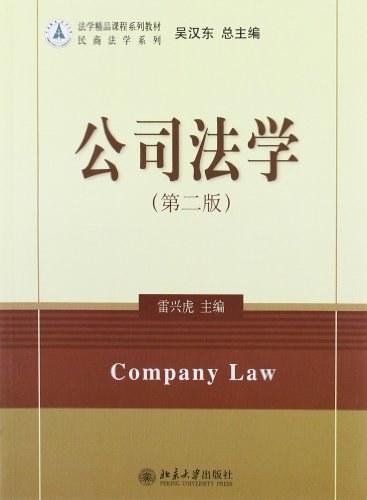 法学精品课程系列教材
民商法学系列
吴汉东 总主编
公司法学
(第二版)
雷兴虎 主编
Company Law
北京大学出版社
PEKING UNIVERSITY PRESS